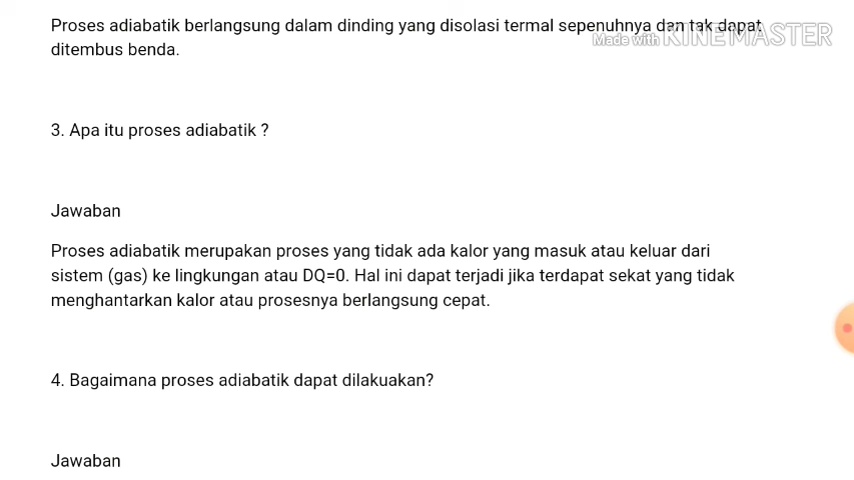 Proses adiabatik berlangsung dalam dinding yang disolasi termal sepenuhnya dan tak dapat
Made with KINEMASTER
ditembus benda.
3. Apa itu proses adiabatik ?
Jawaban
Proses adiabatik merupakan proses yang tidak ada kalor yang masuk atau keluar dari
sistem (gas) ke lingkungan atau DQ=0. Hal ini dapat terjadi jika terdapat sekat yang tidak
menghantarkan kalor atau prosesnya berlangsung cepat.
4. Bagaimana proses adiabatik dapat dilakuakan?
Jawaban